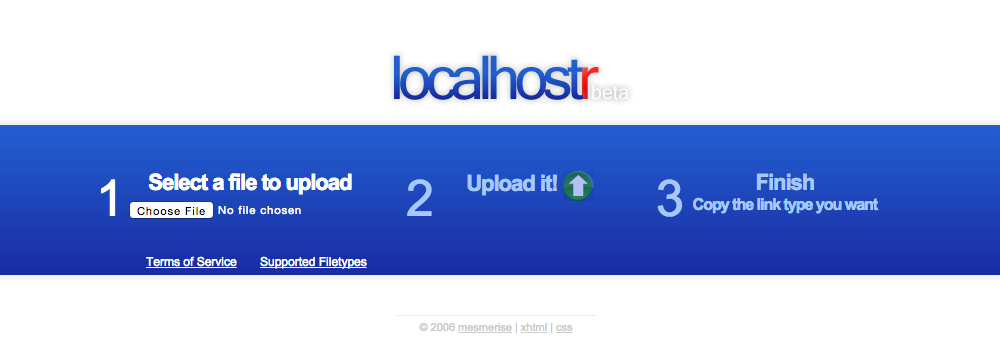 localhostr beta
1 Select a file to upload
Choose File No file chosen
2 Upload it!
3 Finish
Copy the link type you want
Terms of Service Supported Filetypes
© 2006 mesmerise | xhtml | css